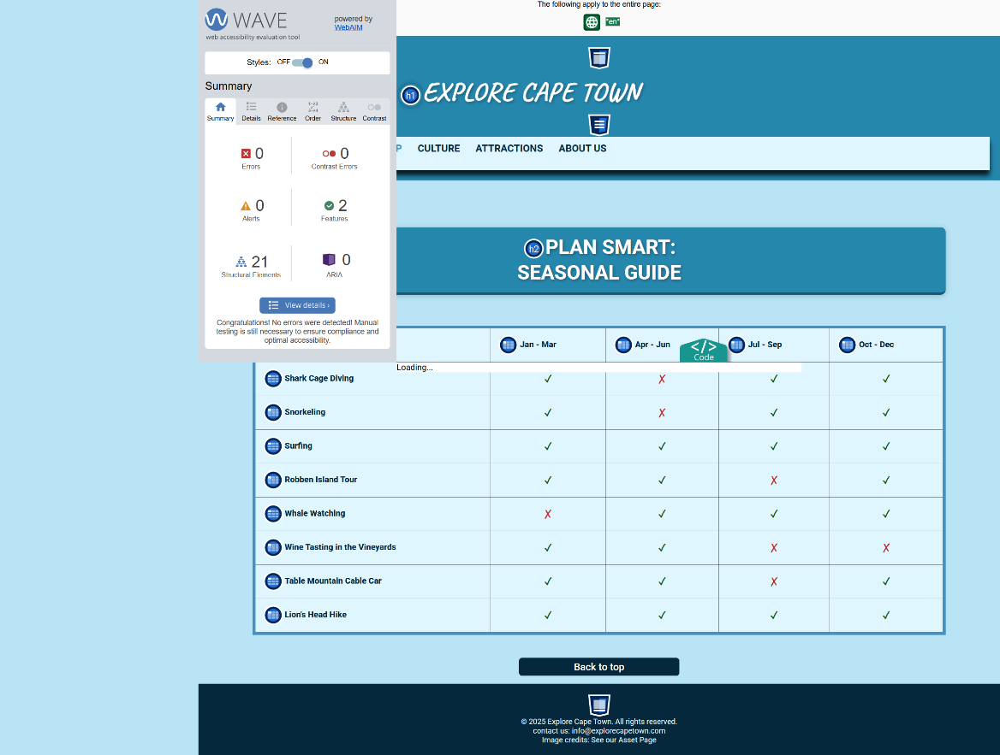 The following apply to the entire page:
"en"
WAVE
web accessibility evaluation tool
powered by
WebAIM
Styles: OFF ON
Summary
Summary Details Reference Order Structure Contrast
0
Errors
0
Contrast Errors
0
Alerts
2
Features
21
Structural Elements
0
ARIA
View details ›
Congratulations! No errors were detected! Manual
testing is still necessary to ensure compliance and
optimal accessibility.
h1 EXPLORE CAPE TOWN
P CULTURE ATTRACTIONS ABOUT US
h2 PLAN SMART:
SEASONAL GUIDE
Jan - Mar Apr - Jun Jul - Sep Oct - Dec
</>
Code
Loading...
Shark Cage Diving ✓ ✗ ✓ ✓
Snorkeling ✓ ✗ ✓ ✓
Surfing ✓ ✓ ✓ ✓
Robben Island Tour ✓ ✓ ✗ ✓
Whale Watching ✗ ✓ ✓ ✓
Wine Tasting in the Vineyards ✓ ✓ ✗ ✗
Table Mountain Cable Car ✓ ✓ ✗ ✓
Lion's Head Hike ✓ ✓ ✓ ✓
Back to top
© 2025 Explore Cape Town. All rights reserved.
contact us: info@explorecapetown.com
Image credits: See our Asset Page